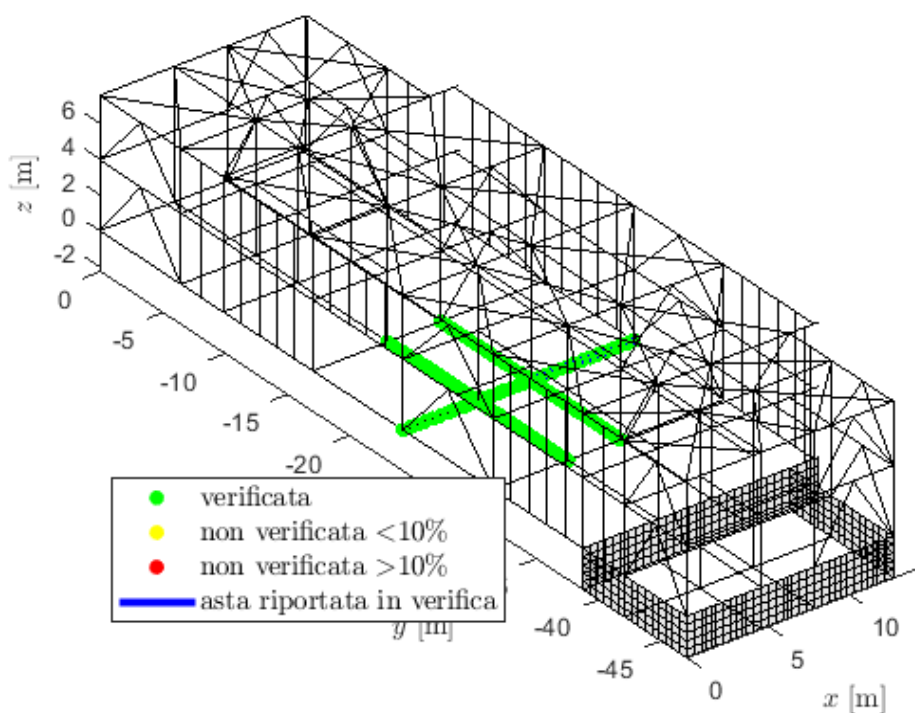 6
4
2
0
-2
z [m]
0
-5
-10
-15
-20
-40
-45
y [m]
0
5
10
x [m]
verificata
non verificata <10%
non verificata >10%
asta riportata in verifica